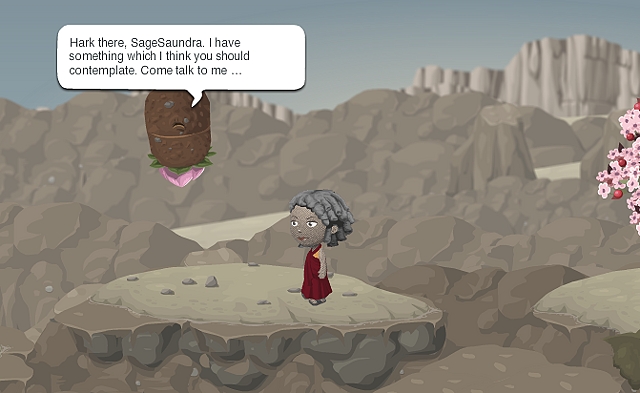 Hark there, SageSaundra. I have
something which I think you should
contemplate. Come talk to me ...